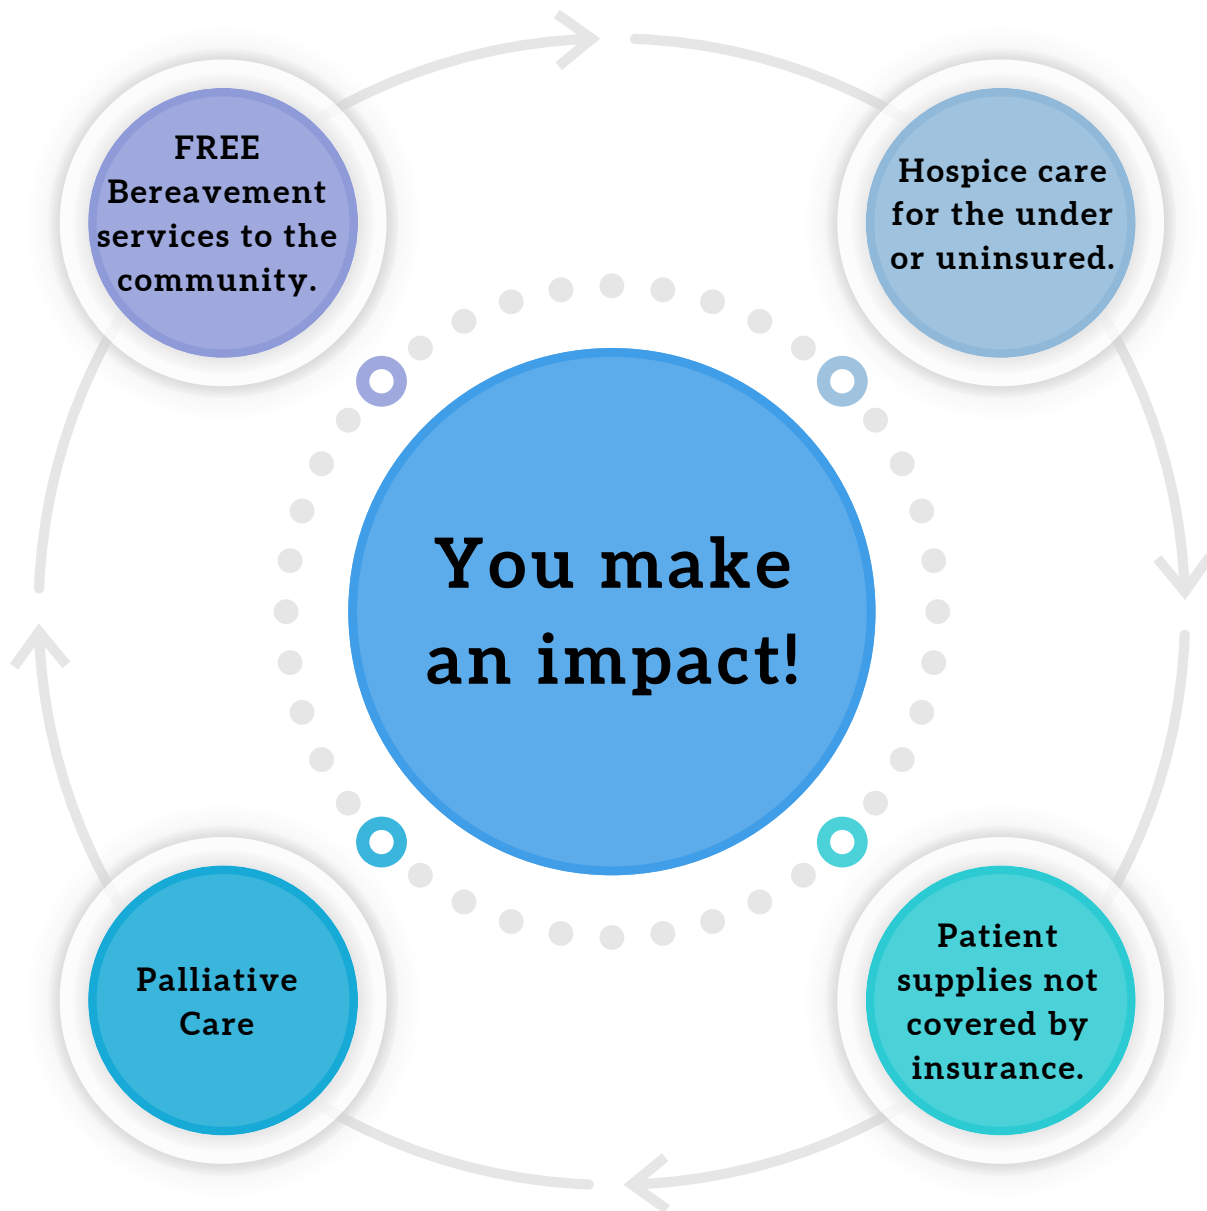 FREE
Bereavement
services to the
community.
Hospice care
for the under
or uninsured.
You make
an impact!
Palliative
Care
Patient
supplies not
covered by
insurance.